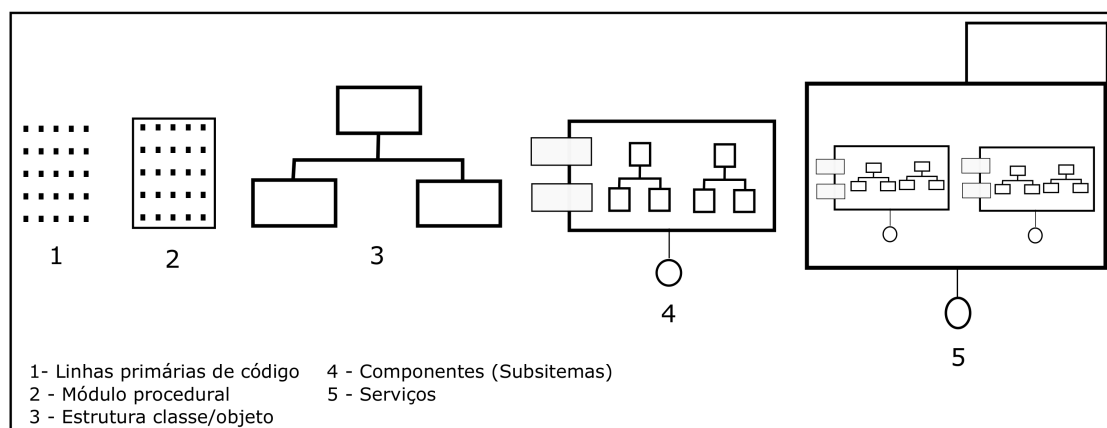 1
2
3
4
5
1- Linhas primárias de código
2 - Módulo procedural
3 - Estrutura classe/objeto
4 - Componentes (Subsitemas)
5 - Serviços